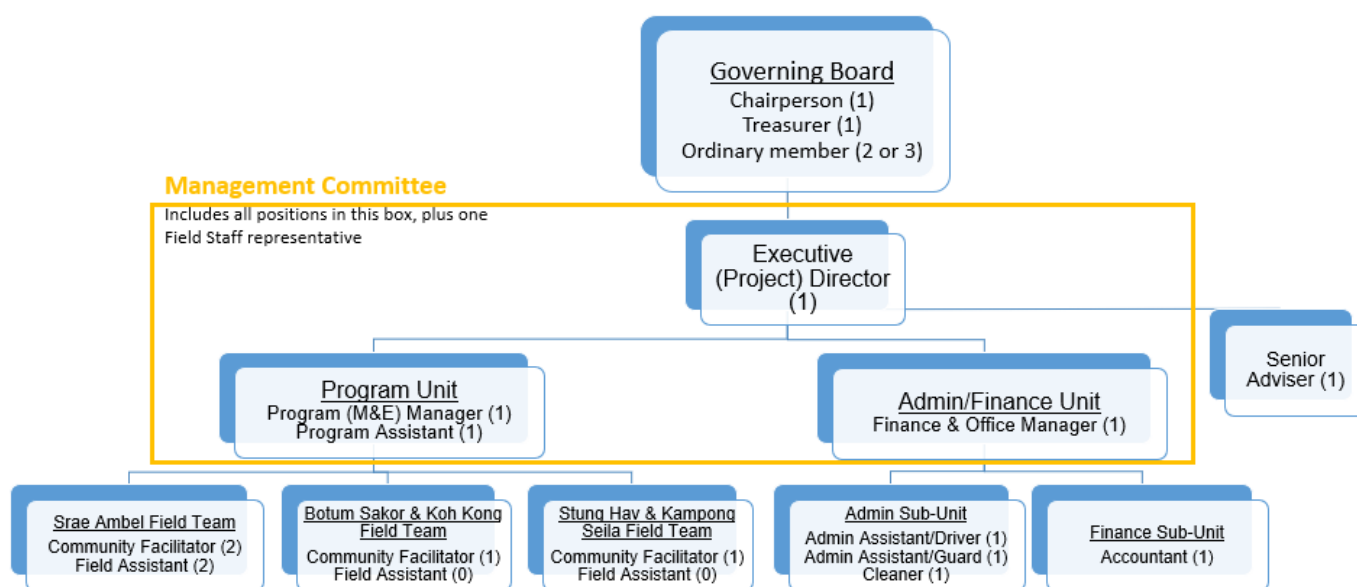 Governing Board
Chairperson (1)
Treasurer (1)
Ordinary member (2 or 3)
Management Committee
Includes all positions in this box, plus one
Field Staff representative
Executive
(Project) Director
(1)
Senior
Adviser (1)
Program Unit
Program (M&E) Manager (1)
Program Assistant (1)
Admin/Finance Unit
Finance & Office Manager (1)
Srae Ambel Field Team
Community Facilitator (2)
Field Assistant (2)
Botum Sakor & Koh Kong
Field Team
Community Facilitator (1)
Field Assistant (0)
Stung Hav & Kampong
Seila Field Team
Community Facilitator (1)
Field Assistant (0)
Admin Sub-Unit
Admin Assistant/Driver (1)
Admin Assistant/Guard (1)
Cleaner (1)
Finance Sub-Unit
Accountant (1)